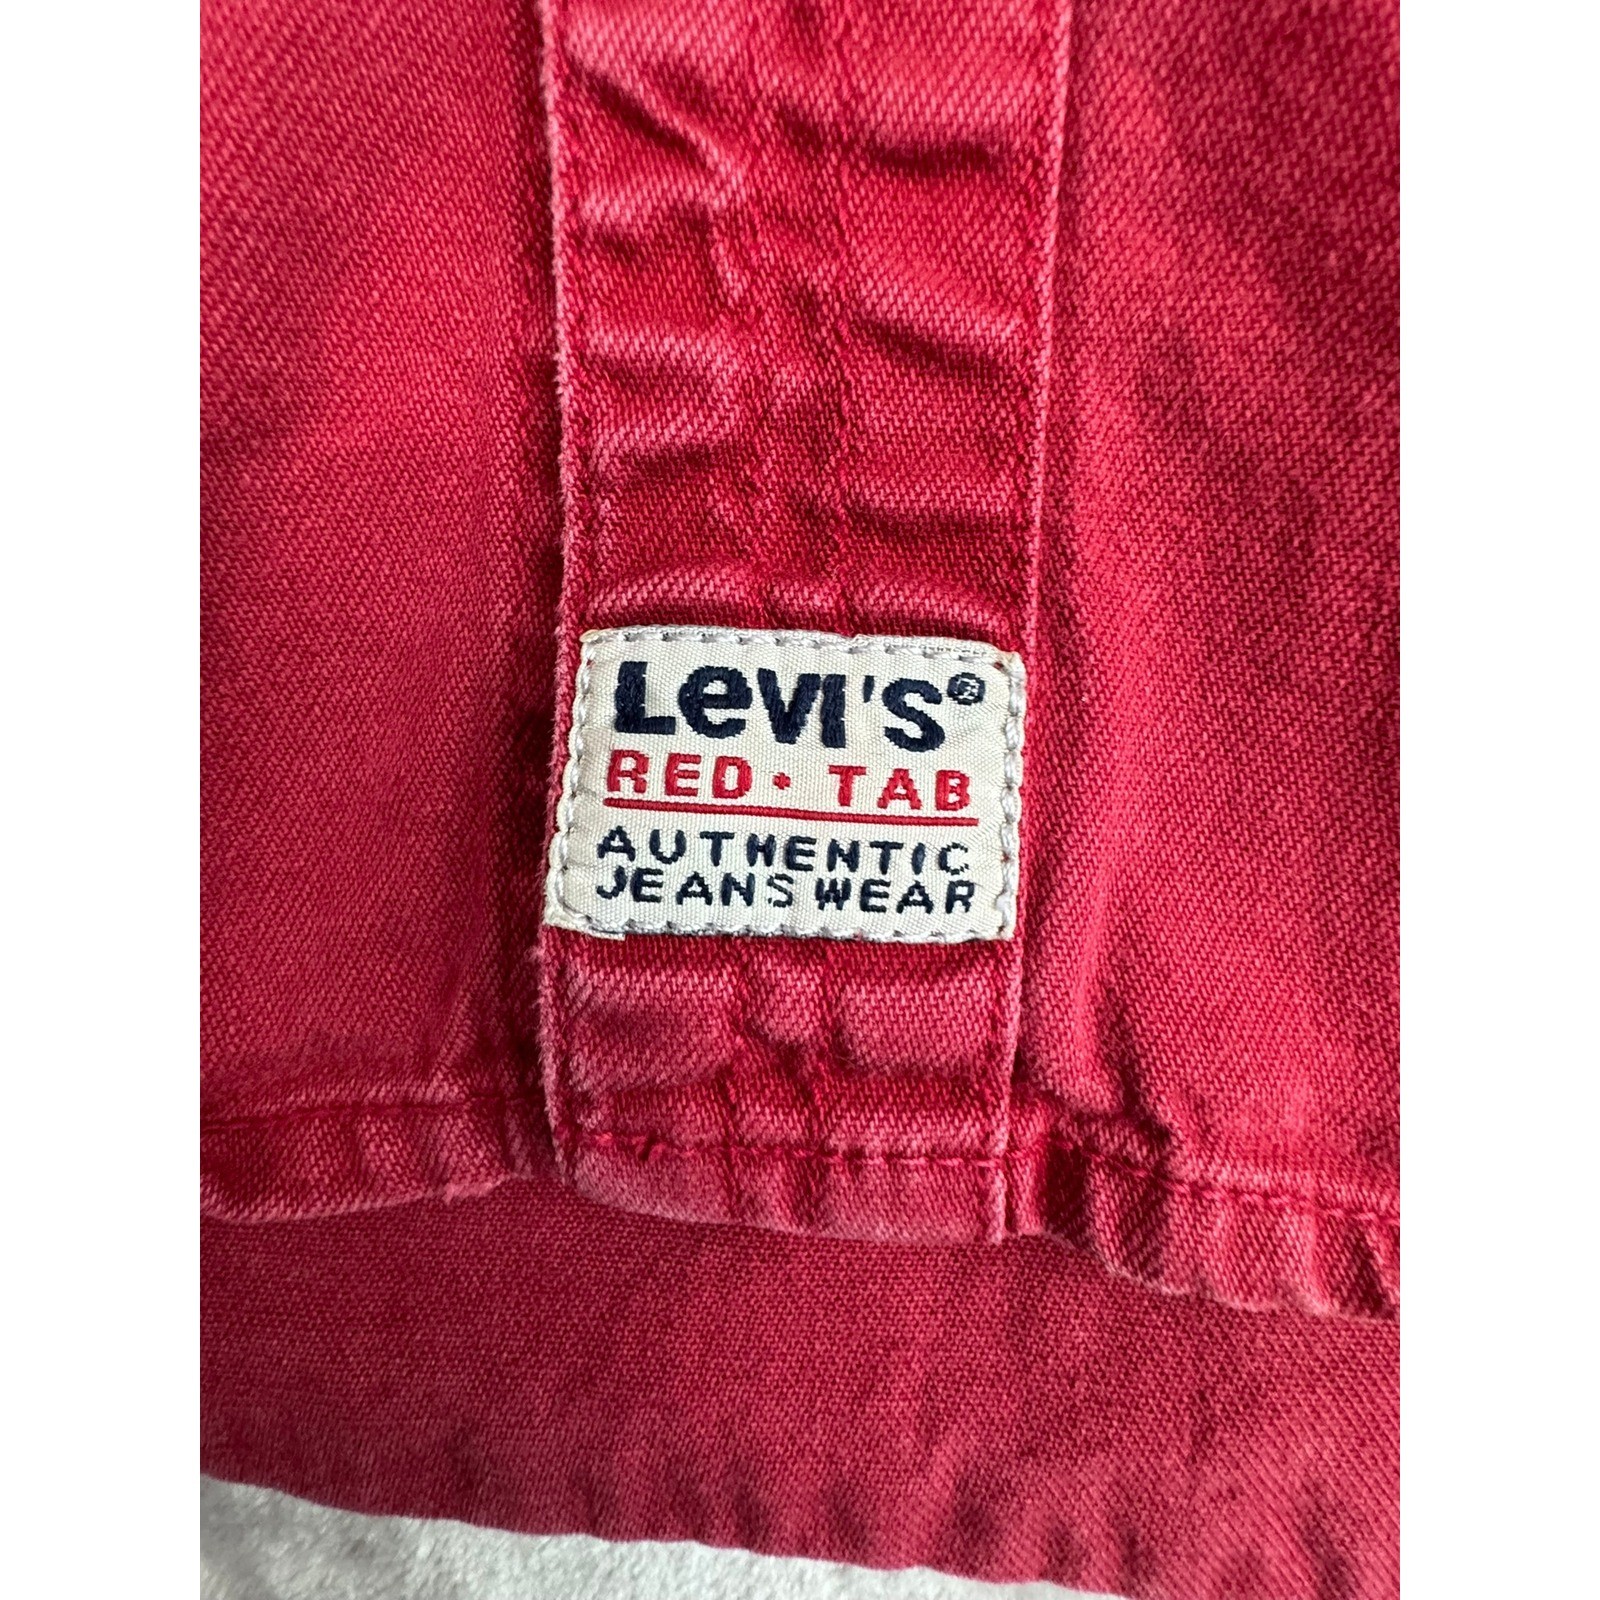 Levi's®
RED • TAB
AUTHENTIC
JEANSWEAR